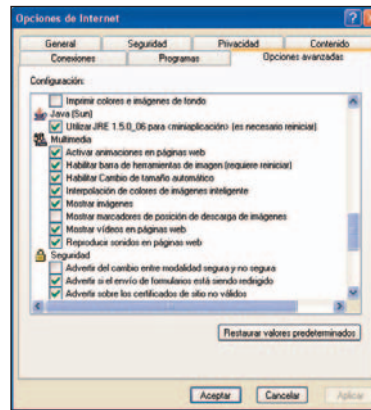 Opciones de Internet
General
Seguridad
Privacidad
Contenido
Conexiones
Programas
Opciones avanzadas
Configuración:
Imprimir colores e imágenes de fondo
Java (Sun)
Utilizar JRE 1.5.0_06 para <miniaplicación> (es necesario reiniciar)
Multimedia
Activar animaciones en páginas web
Habilitar barra de herramientas de imagen (requiere reiniciar)
Habilitar Cambio de tamaño automático
Interpolación de colores de imágenes inteligente
Mostrar imágenes
Mostrar marcadores de posición de descarga de imágenes
Mostrar vídeos en páginas web
Reproducir sonidos en páginas web
Seguridad
Advertir del cambio entre modalidad segura y no segura
Advertir si el envío de formularios está siendo redirigido
Advertir sobre los certificados de sitio no válidos
Restaurar valores predeterminados
Aceptar
Cancelar
Aplicar